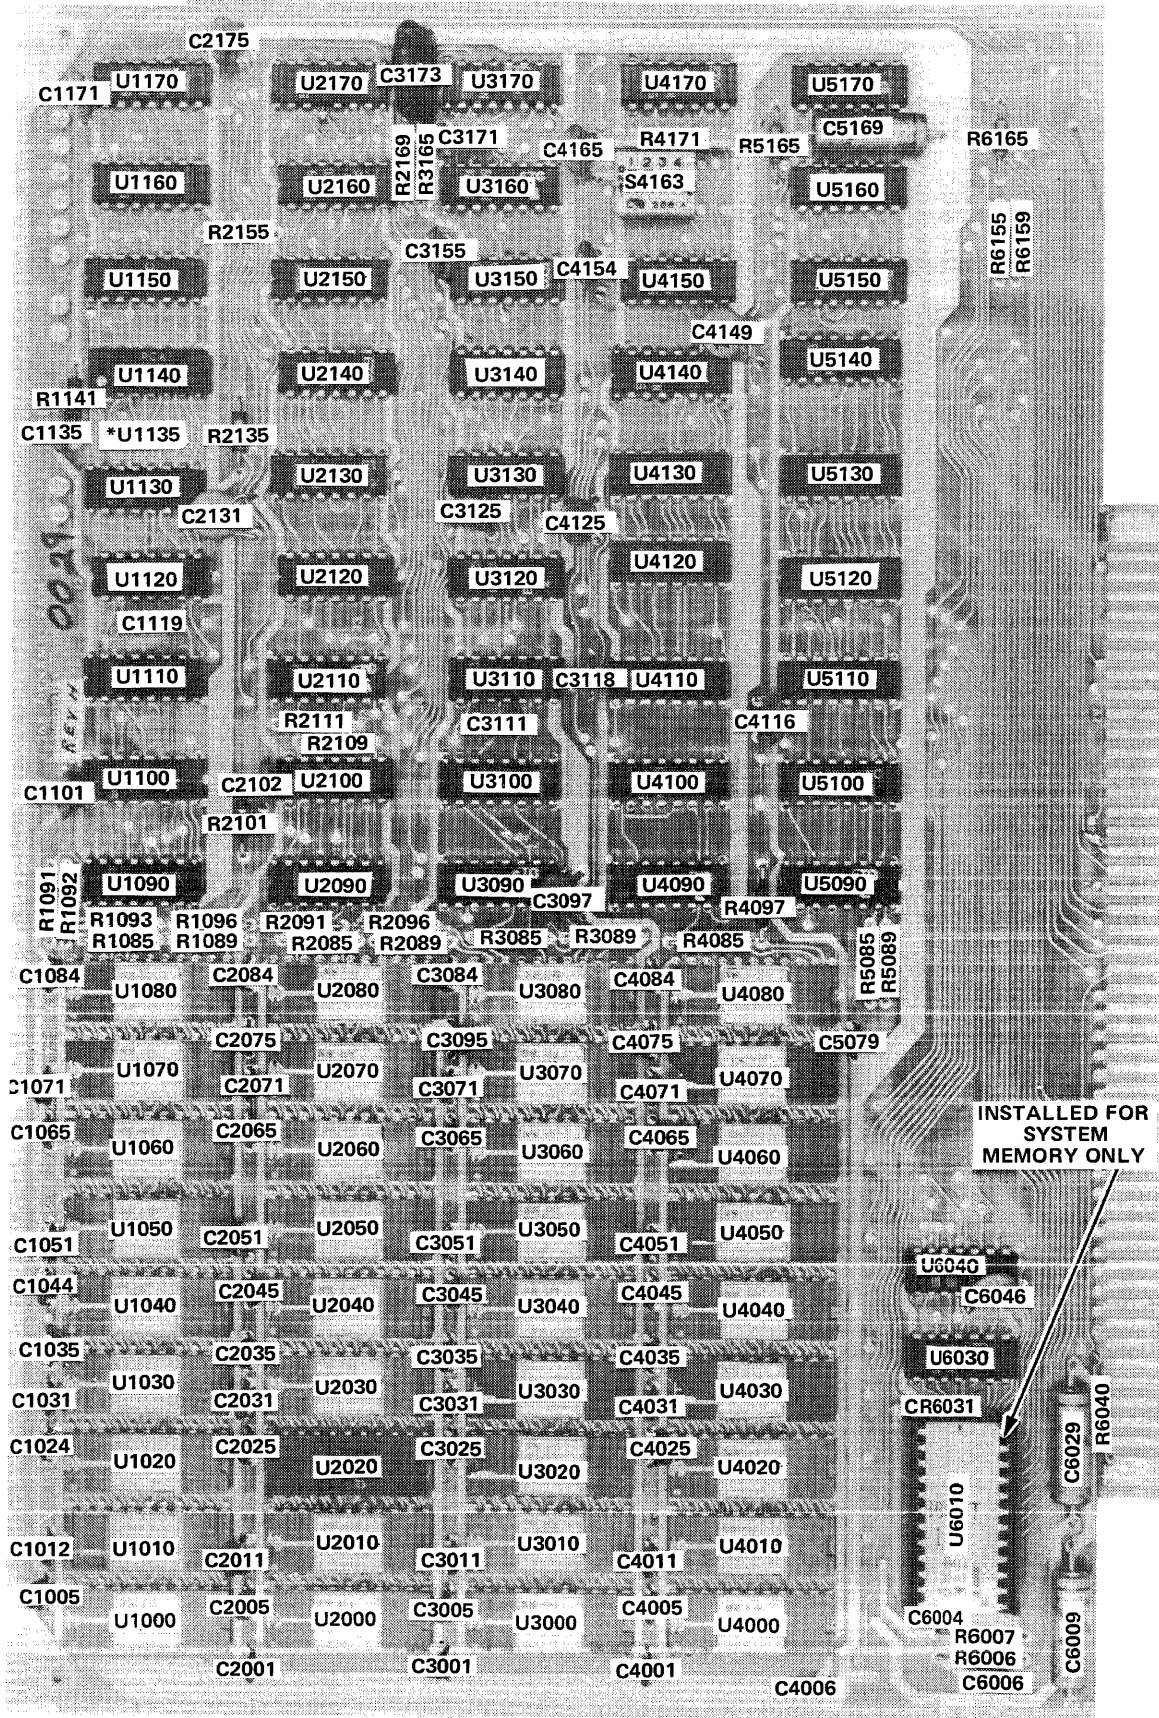 C2175
U1170 U2170 C3173 U3170 U4170 U5170
C1171
C5169
R2169 R3165 C3171 C4165 R4171 R5165 R6165
1 2 3 4
U1160 U2160 U3160 S4163 U5160
R2155 C3155 R6155 R6159
U1150 U2150 U3150 C4154 U4150 U5150
C4149
U1140 U2140 U3140 U4140 U5140
R1141
C1135 *U1135 R2135
U1130 U2130 U3130 U4130 U5130
C2131 C3125 C4125
0029
U1120 U2120 U3120 U4120 U5120
C1119
U1110 U2110 U3110 C3118 U4110 U5110
REV H
R2111 C3111 C4116
R2109
U1100 C2102 U2100 U3100 U4100 U5100
C1101
R2101
R1091 R1092 U1090 U2090 U3090 U4090 U5090
C3097 R4097
R1093 R1096 R2091 R2096
R1085 R1089 R2085 R2089 R3085 R3089 R4085 R5085 R5089
C1084 C2084 C3084 C4084
U1080 U2080 U3080 U4080
C2075 C3095 C4075 C5079
U1070 U2070 U3070 U4070
C1071 C2071 C3071 C4071
INSTALLED FOR
SYSTEM
MEMORY ONLY
C1065 C2065 C3065 C4065
U1060 U2060 U3060 U4060
U1050 U2050 U3050 U4050
C1051 C2051 C3051 C4051
U6040
C1044 C2045 C3045 C4045 C6046
U1040 U2040 U3040 U4040
C1035 C2035 C3035 C4035 U6030
U1030 U2030 U3030 U4030
C1031 C2031 C3031 C4031 CR6031 R6040
C1024 C2025 C3025 C4025 C6029
U1020 U2020 U3020 U4020
U6010
U1010 U2010 U3010 U4010
C1012 C2011 C3011 C4011
C1005 C2005 C3005 C4005 C6004 C6009
U1000 U2000 U3000 U4000
R6007
R6006
C2001 C3001 C4001 C4006 C6006